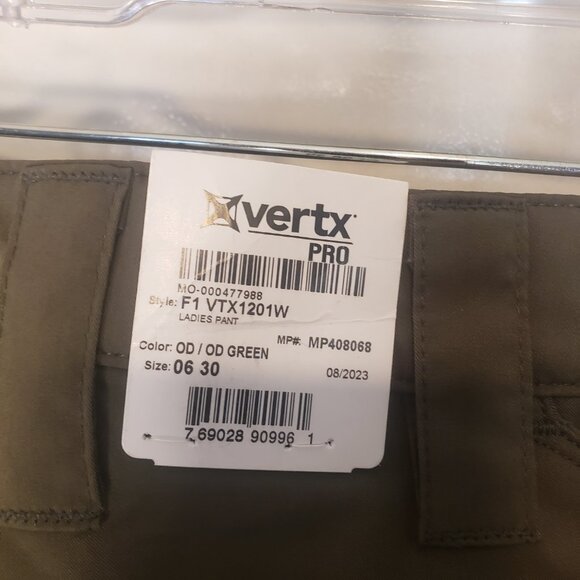 vertx
PRO
MO-000477988
Style: F1 VTX1201W
LADIES PANT
MP#: MP408068
Color: OD / OD GREEN
Size: 06 30
08/2023
7 69028 90996 1